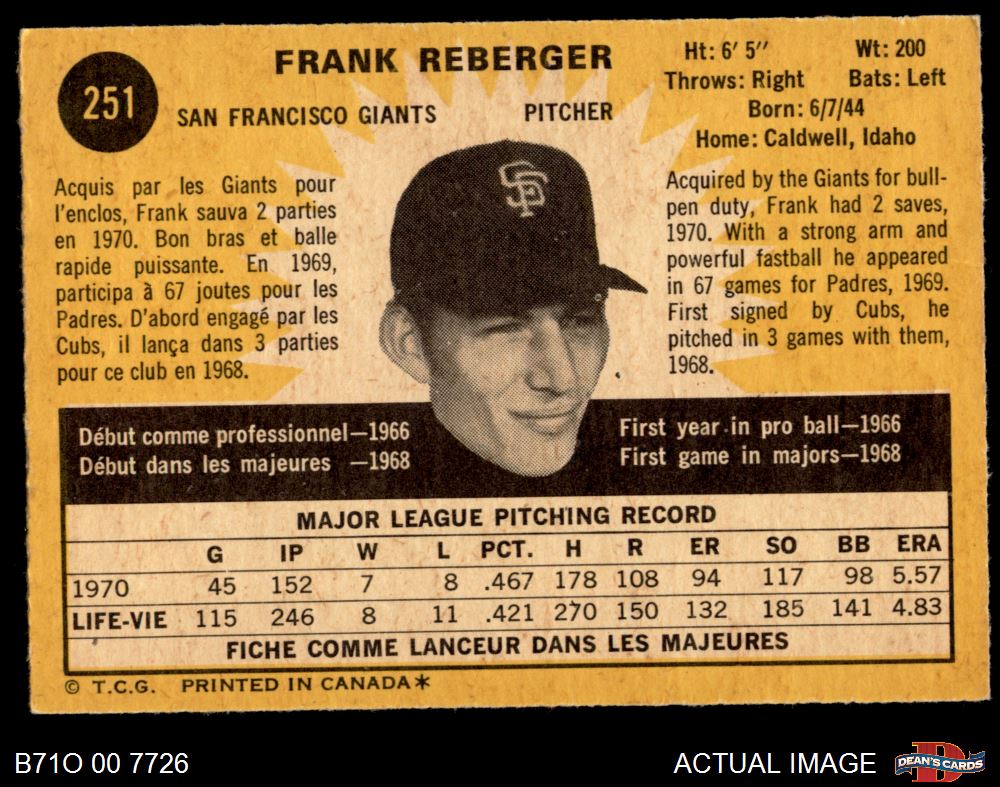 251
FRANK REBERGER
SAN FRANCISCO GIANTS PITCHER
Ht: 6' 5" Wt: 200
Throws: Right Bats: Left
Born: 6/7/44
Home: Caldwell, Idaho
Acquis par les Giants pour
l'enclos, Frank sauva 2 parties
en 1970. Bon bras et balle
rapide puissante. En 1969,
participa à 67 joutes pour les
Padres. D'abord engagé par les
Cubs, il lança dans 3 parties
pour ce club en 1968.
SF
Acquired by the Giants for bull-
pen duty, Frank had 2 saves,
1970. With a strong arm and
powerful fastball he appeared
in 67 games for Padres, 1969.
First signed by Cubs, he
pitched in 3 games with them,
1968.
Début comme professionnel—1966
Début dans les majeures —1968
First year in pro ball—1966
First game in majors—1968
MAJOR LEAGUE PITCHING RECORD
G IP W L PCT. H R ER SO BB ERA
1970 45 152 7 8 .467 178 108 94 117 98 5.57
LIFE-VIE 115 246 8 11 .421 270 150 132 185 141 4.83
FICHE COMME LANCEUR DANS LES MAJEURES
© T.C.G. PRINTED IN CANADA*
B71O 00 7726 ACTUAL IMAGE
D
DEAN'S CARDS